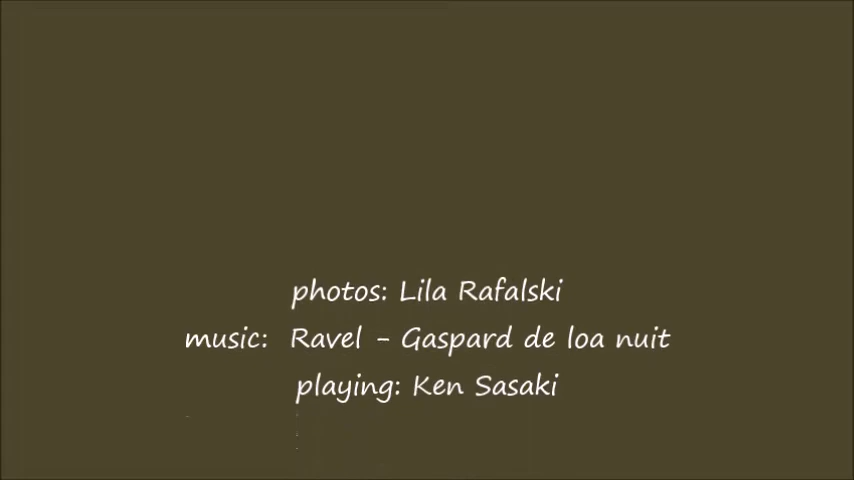 photos: Lila Rafalski
music: Ravel - Gaspard de loa nuit
playing: Ken Sasaki